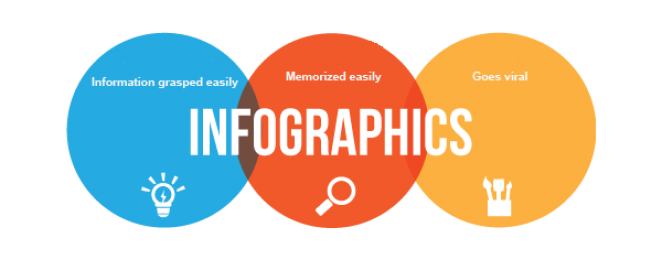 Information grasped easily
Memorized easily
Goes viral
INFOGRAPHICS